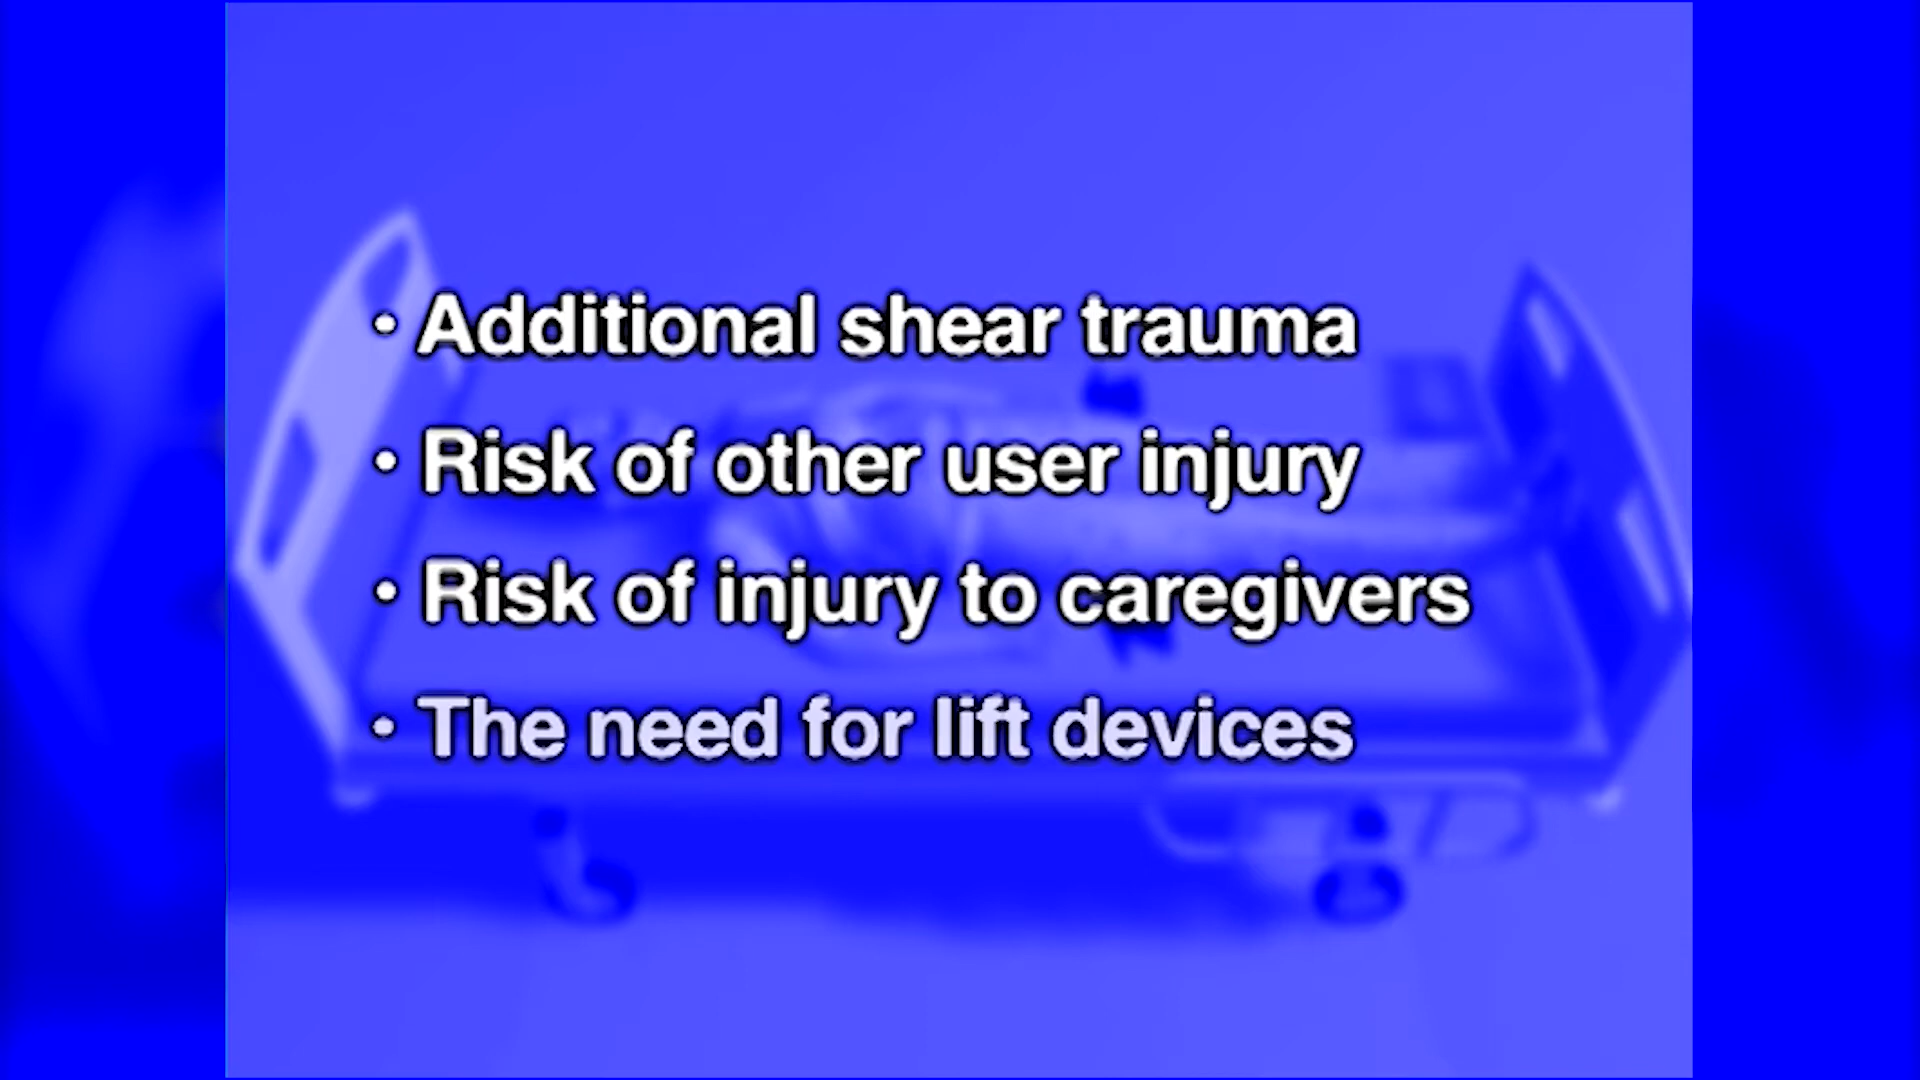 • Additional shear trauma
• Risk of other user injury
• Risk of injury to caregivers
• The need for lift devices